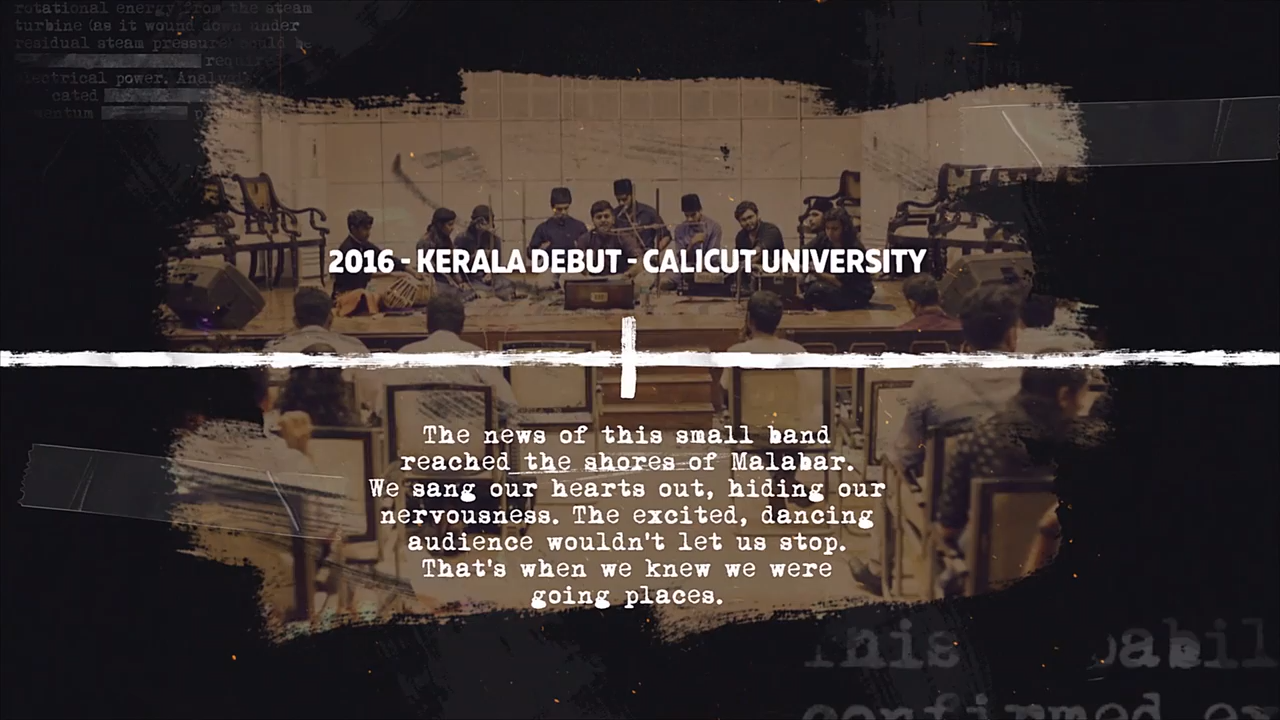 rotational energy from the steam
turbine (as it wound down under
residual steam pressure) could be
require
electrical power. Analysi
cated
mentum
2016 - KERALA DEBUT - CALICUT UNIVERSITY
The news of this small band
reached the shores of Malabar.
We sang our hearts out, hiding our
nervousness. The excited, dancing
audience wouldn't let us stop.
That's when we knew we were
going places.
This
confirmed